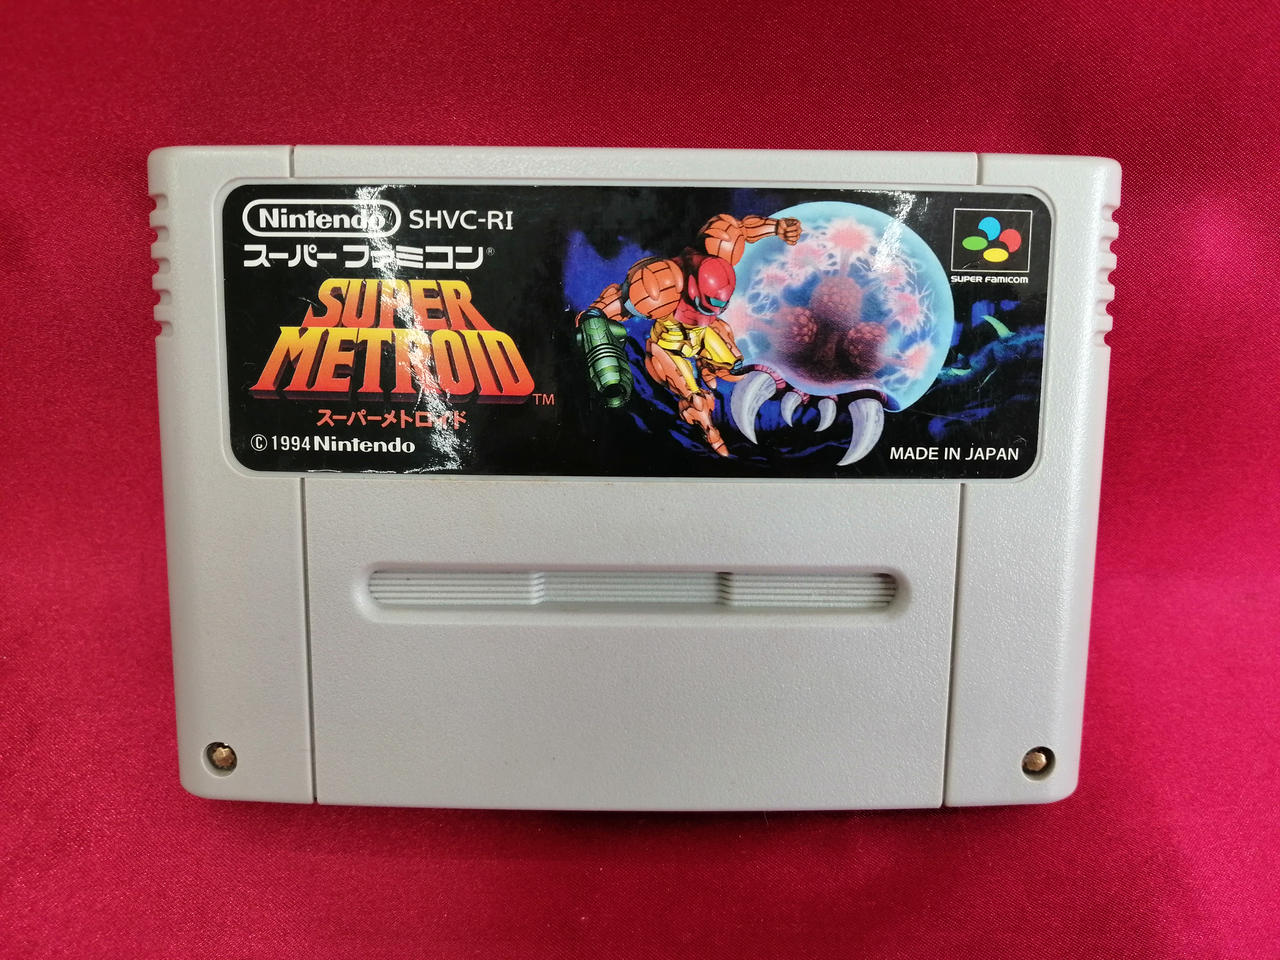 Nintendo SHVC-RI
スーパーファミコン®
SUPER
METROID TM
スーパーメトロイド
© 1994 Nintendo
SUPER FAMICOM
MADE IN JAPAN